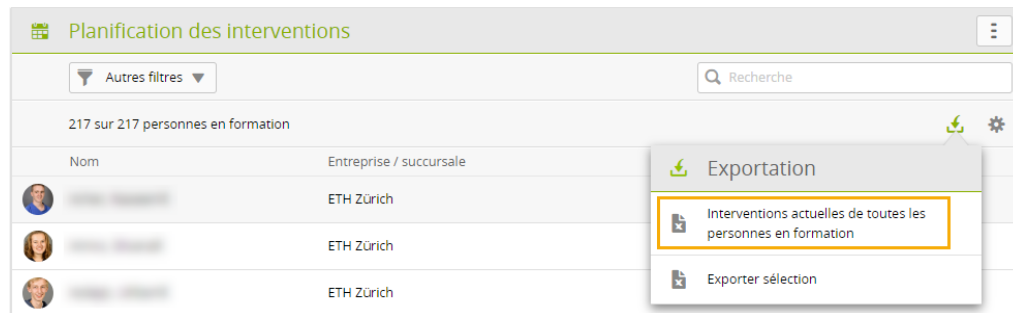 Planification des interventions
Autres filtres
Recherche
217 sur 217 personnes en formation
Nom
Entreprise / succursale
Exportation
ETH Zürich
Interventions actuelles de toutes les
personnes en formation
ETH Zürich
Exporter sélection
ETH Zürich